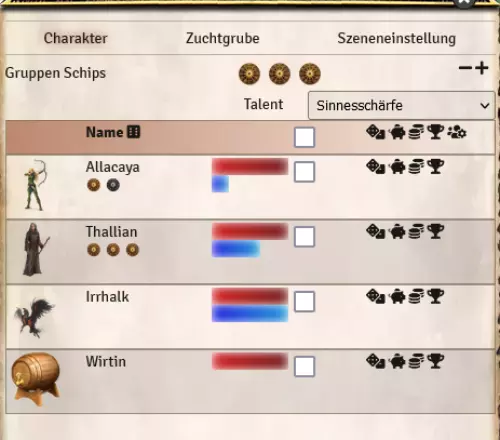 Charakter Zuchtgrube Szeneneinstellung
Gruppen Schips
Talent Sinnesschärfe
Name
Allacaya
Thallian
Irrhalk
Wirtin